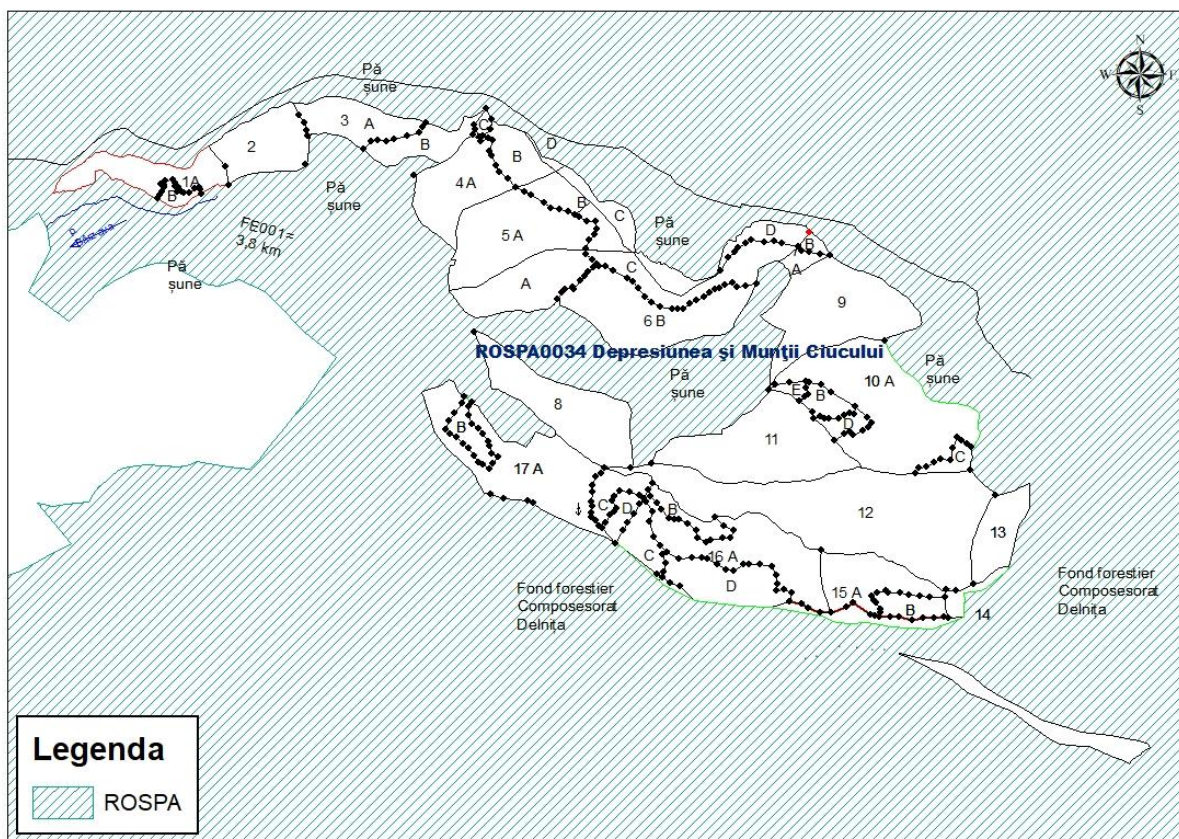 N
W E
S
Pă
șune
3 A
B
C
D
2
B
1A
B
4 A
Pă
șune
B
C
Pă
șune
D
B
7
A
FE001=
3,8 km
P.
5 A
Pă
șune
C
A
9
6 B
ROSPA0034 Depresiunea și Munții Ciucului
Pă
șune
Pă
șune
10 A
8
E
B
D
B
11
C
17 A
C
D
B
12
13
16 A
C
D
15 A
B
14
Fond forestier
Composesorat
Delnița
Fond forestier
Composesorat
Delnița
Legenda
ROSPA